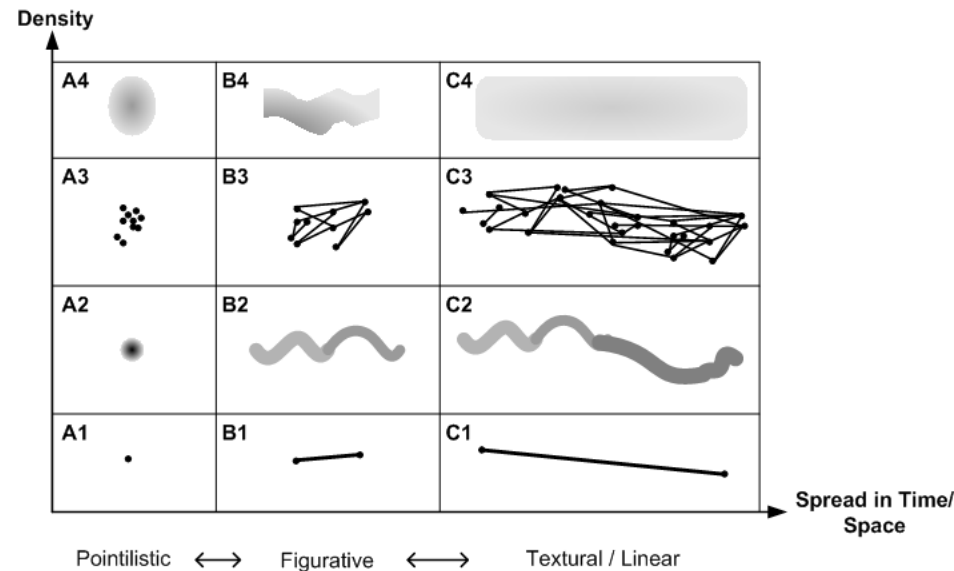 Density
A4 B4 C4
A3 B3 C3
A2 B2 C2
A1 B1 C1
Spread in Time/
Space
Pointilistic Figurative Textural / Linear